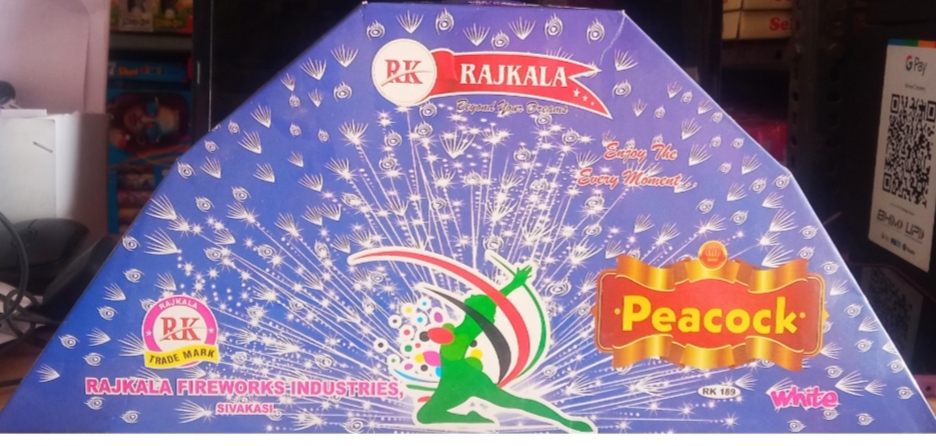 RK RAJKALA
Beyond Your Dreams
Enjoy The
Every Moment...
Peacock
RAJKALA
RK
TRADE MARK
RAJKALA FIREWORKS INDUSTRIES,
SIVAKASI.
RK 189
White
G Pay
BHIM UPI